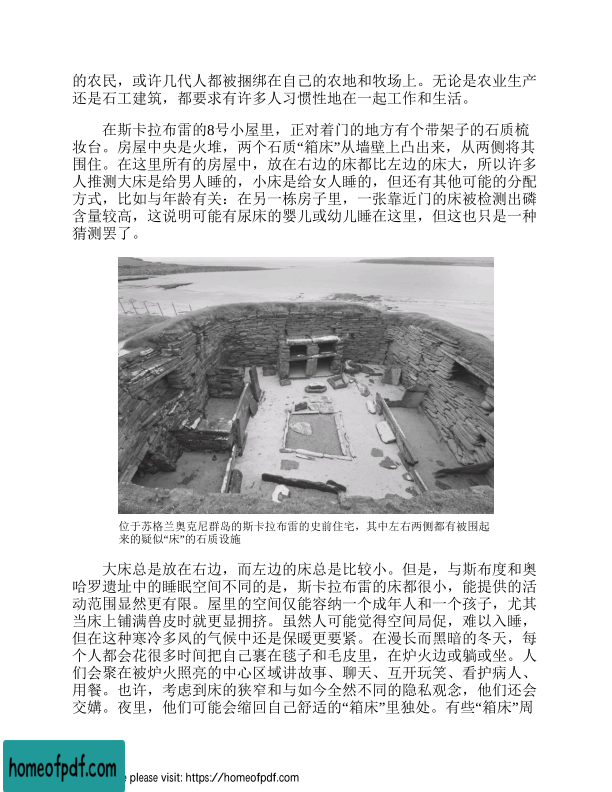 的农民，或许几代人都被捆绑在自己的农地和牧场上。无论是农业生产
还是石工建筑，都要求有许多人习惯性地在一起工作和生活。
在斯卡拉布雷的8号小屋里，正对着门的地方有个带架子的石质梳
妆台。房屋中央是火堆，两个石质“箱床”从墙壁上凸出来，从两侧将其
围住。在这里所有的房屋中，放在右边的床都比左边的床大，所以许多
人推测大床是给男人睡的，小床是给女人睡的，但还有其他可能的分配
方式，比如与年龄有关：在另一栋房子里，一张靠近门的床被检测出磷
含量较高，这说明可能有尿床的婴儿或幼儿睡在这里，但这也只是一种
猜测罢了。
位于苏格兰奥克尼群岛的斯卡拉布雷的史前住宅，其中左右两侧都有被围起
来的疑似“床”的石质设施
大床总是放在右边，而左边的床总是比较小。但是，与斯布度和奥
哈罗遗址中的睡眠空间不同的是，斯卡拉布雷的床都很小，能提供的活
动范围显然更有限。屋里的空间仅能容纳一个成年人和一个孩子，尤其
当床上铺满兽皮时就更显拥挤。虽然人可能觉得空间局促，难以入睡，
但在这种寒冷多风的气候中还是保暖更要紧。在漫长而黑暗的冬天，每
个人都会花很多时间把自己裹在毯子和毛皮里，在炉火边或躺或坐。人
们会聚在被炉火照亮的中心区域讲故事、聊天、互开玩笑、看护病人、
用餐。也许，考虑到床的狭窄和与如今全然不同的隐私观念，他们还会
交媾。夜里，他们可能会缩回自己舒适的“箱床”里独处。有些“箱床”周
homeofpdf.com
please visit: https://homeofpdf.com